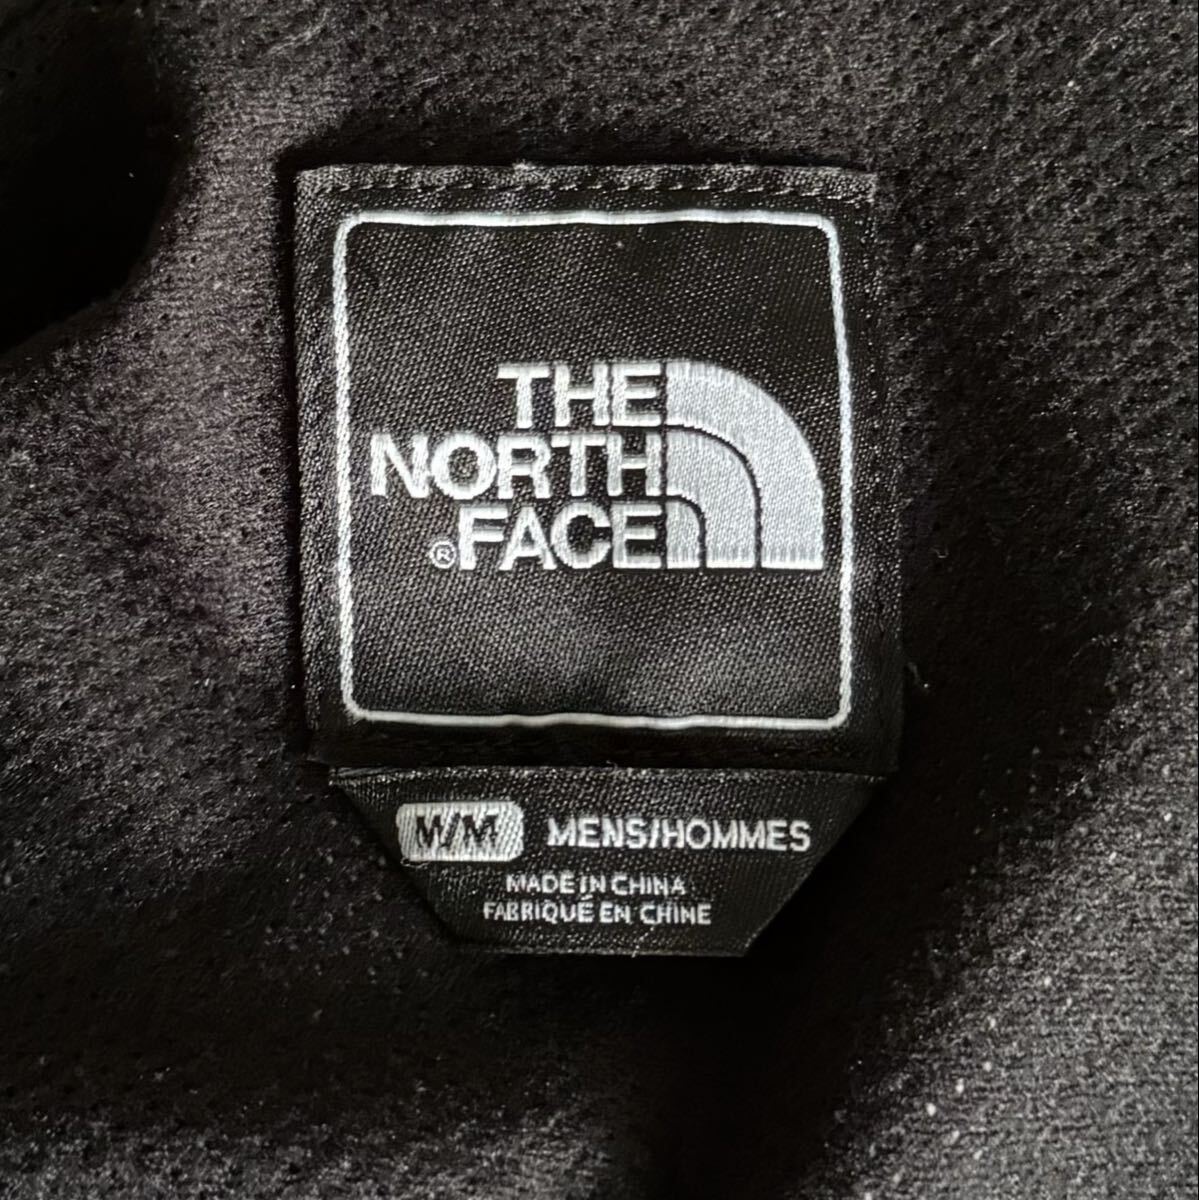 THE
NORTH
®FACE
M/M MENS/HOMMES
MADE IN CHINA
FABRIQUÉ EN CHINE